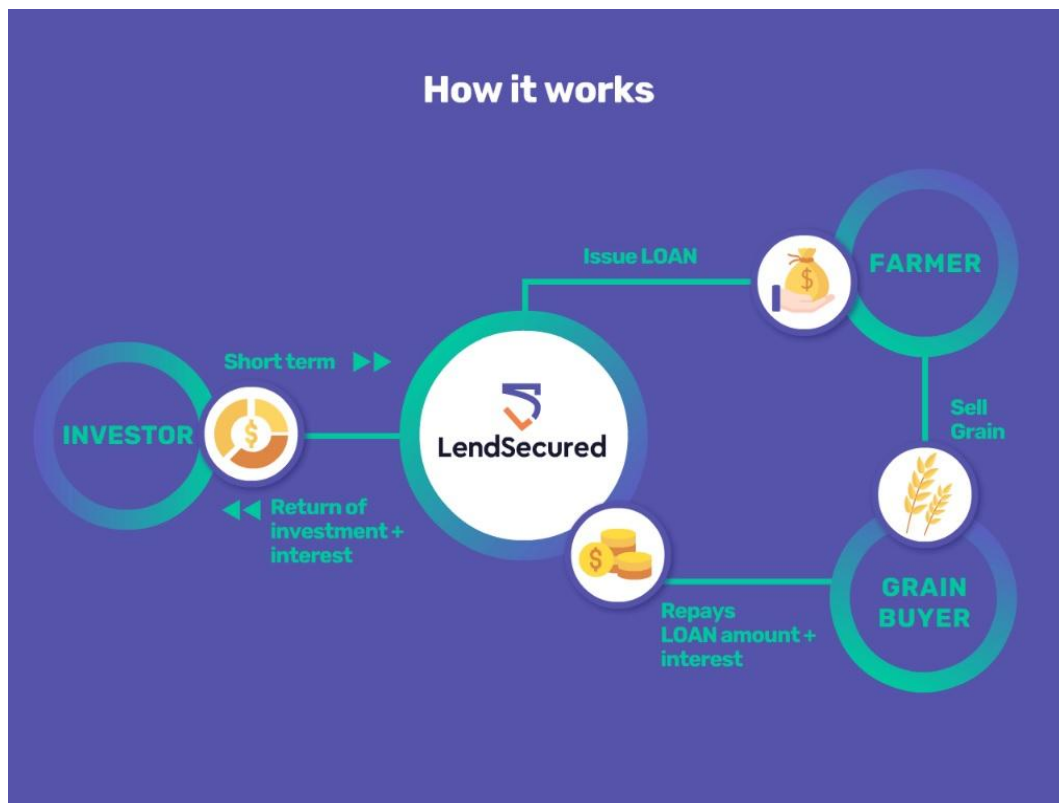 How it works
Issue LOAN
FARMER
Short term
INVESTOR
LendSecured
Sell
Grain
Return of
investment +
interest
GRAIN
BUYER
Repays
LOAN amount +
interest
$
$
$